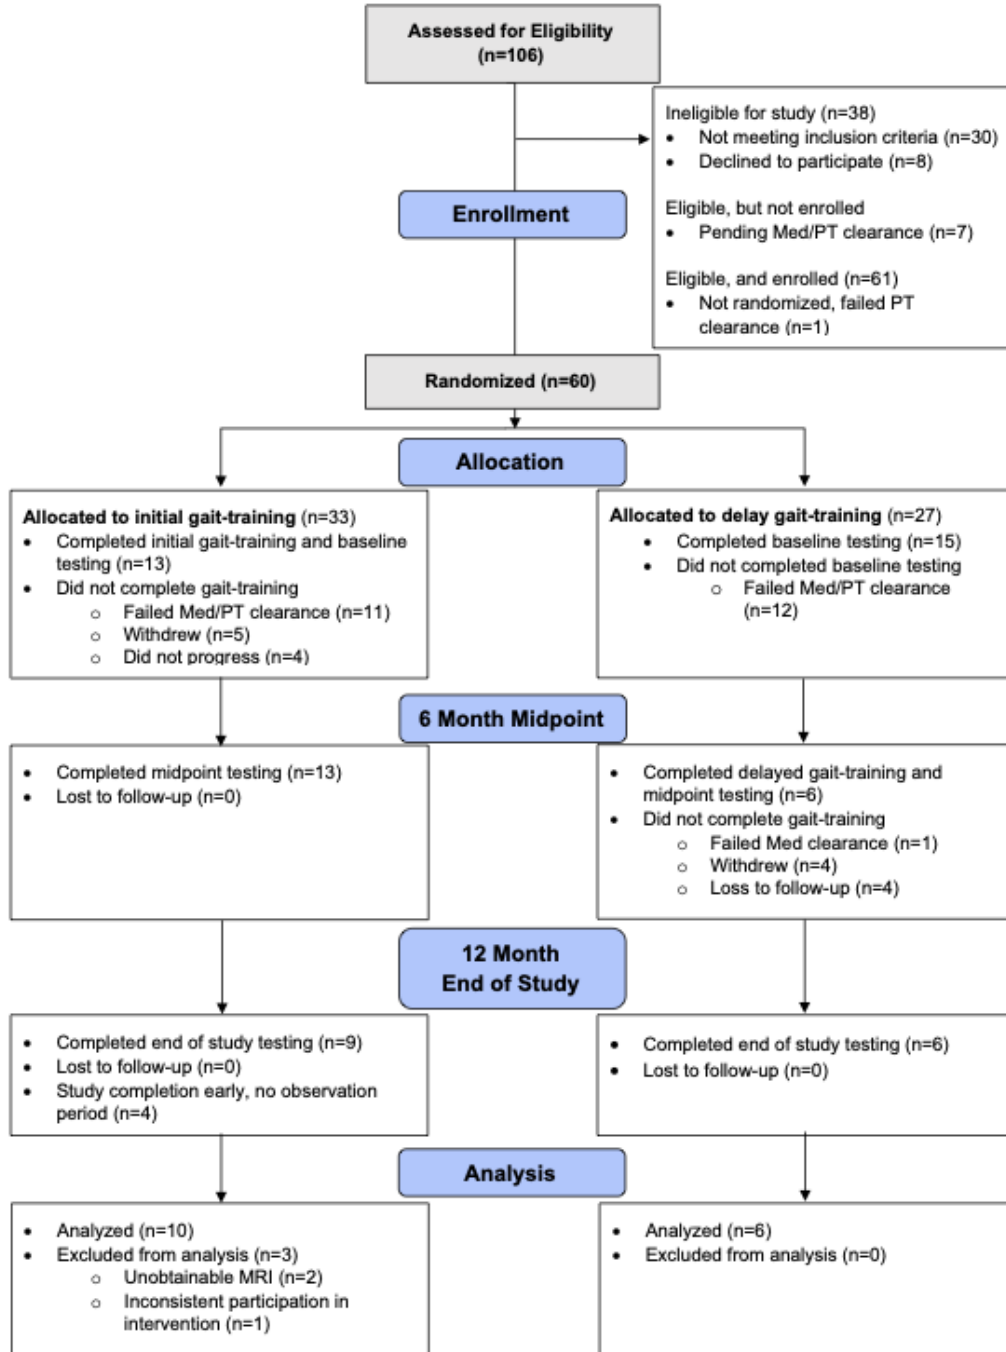 Assessed for Eligibility
(n=106)
Ineligible for study (n=38)
• Not meeting inclusion criteria (n=30)
• Declined to participate (n=8)
Eligible, but not enrolled
• Pending Med/PT clearance (n=7)
Eligible, and enrolled (n=61)
• Not randomized, failed PT
clearance (n=1)
Enrollment
Randomized (n=60)
Allocation
Allocated to initial gait-training (n=33)
• Completed initial gait-training and baseline
testing (n=13)
• Did not complete gait-training
o Failed Med/PT clearance (n=11)
o Withdrew (n=5)
o Did not progress (n=4)
Allocated to delay gait-training (n=27)
• Completed baseline testing (n=15)
• Did not completed baseline testing
o Failed Med/PT clearance
(n=12)
6 Month Midpoint
• Completed midpoint testing (n=13)
• Lost to follow-up (n=0)
• Completed delayed gait-training and
midpoint testing (n=6)
• Did not complete gait-training
o Failed Med clearance (n=1)
o Withdrew (n=4)
o Loss to follow-up (n=4)
12 Month
End of Study
• Completed end of study testing (n=9)
• Lost to follow-up (n=0)
• Study completion early, no observation
period (n=4)
• Completed end of study testing (n=6)
• Lost to follow-up (n=0)
Analysis
• Analyzed (n=10)
• Excluded from analysis (n=3)
o Unobtainable MRI (n=2)
o Inconsistent participation in
intervention (n=1)
• Analyzed (n=6)
• Excluded from analysis (n=0)